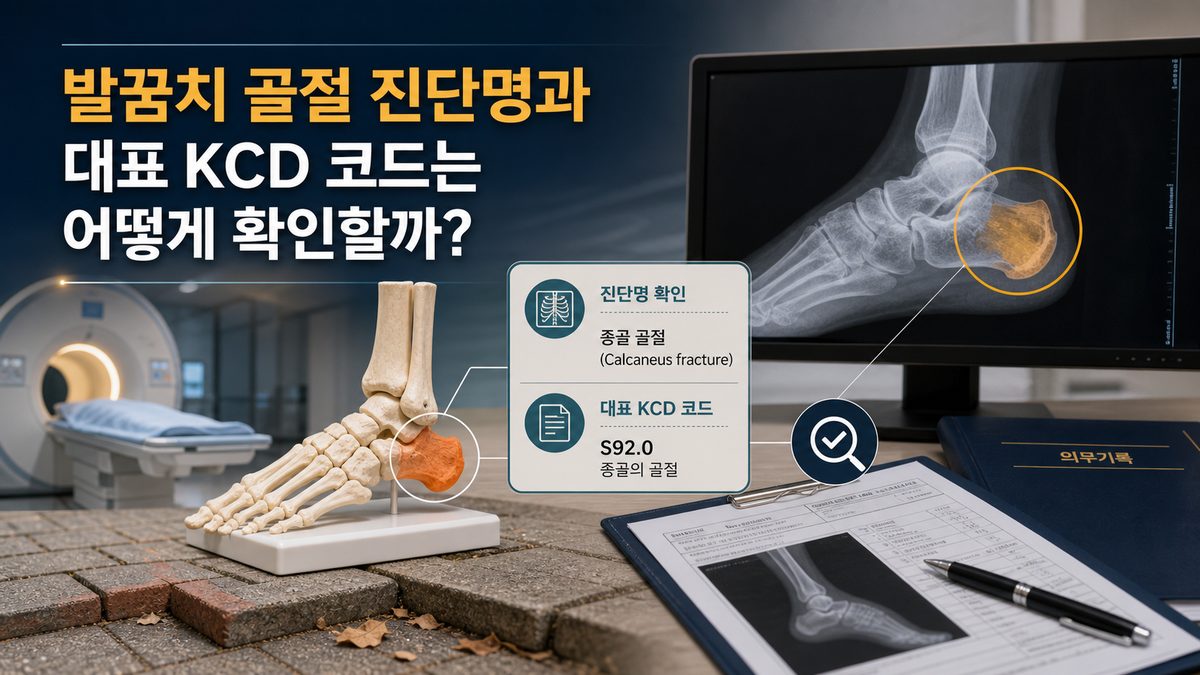 발꿈치 골절 진단명과
대표 KCD 코드는
어떻게 확인할까?
진단명 확인
종골 골절
(Calcaneus fracture)
대표 KCD 코드
S92.0
종골의 골절
의무기록